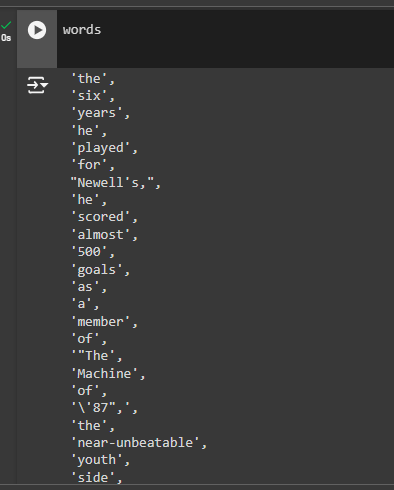 words
0s
'the',
'six',
'years',
'he',
'played',
'for',
"Newell's,",
'he',
'scored',
'almost',
'500',
'goals',
'as',
'a',
'member',
'of',
'"The',
'Machine',
'of',
'\'87",',
'the',
'near-unbeatable',
'youth',
'side',